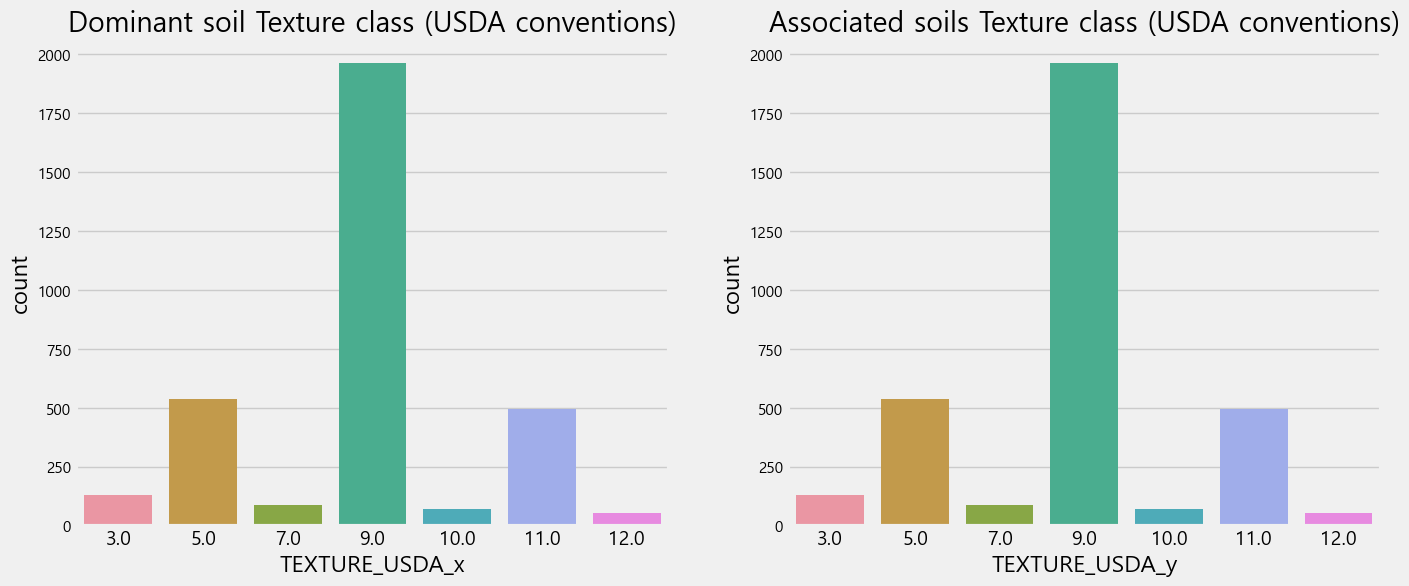 Dominant soil Texture class (USDA conventions)
2000
1750
1500
1250
1000
750
500
250
0
count
3.0 5.0 7.0 9.0 10.0 11.0 12.0
TEXTURE_USDA_x
Associated soils Texture class (USDA conventions)
2000
1750
1500
1250
1000
750
500
250
0
count
3.0 5.0 7.0 9.0 10.0 11.0 12.0
TEXTURE_USDA_y